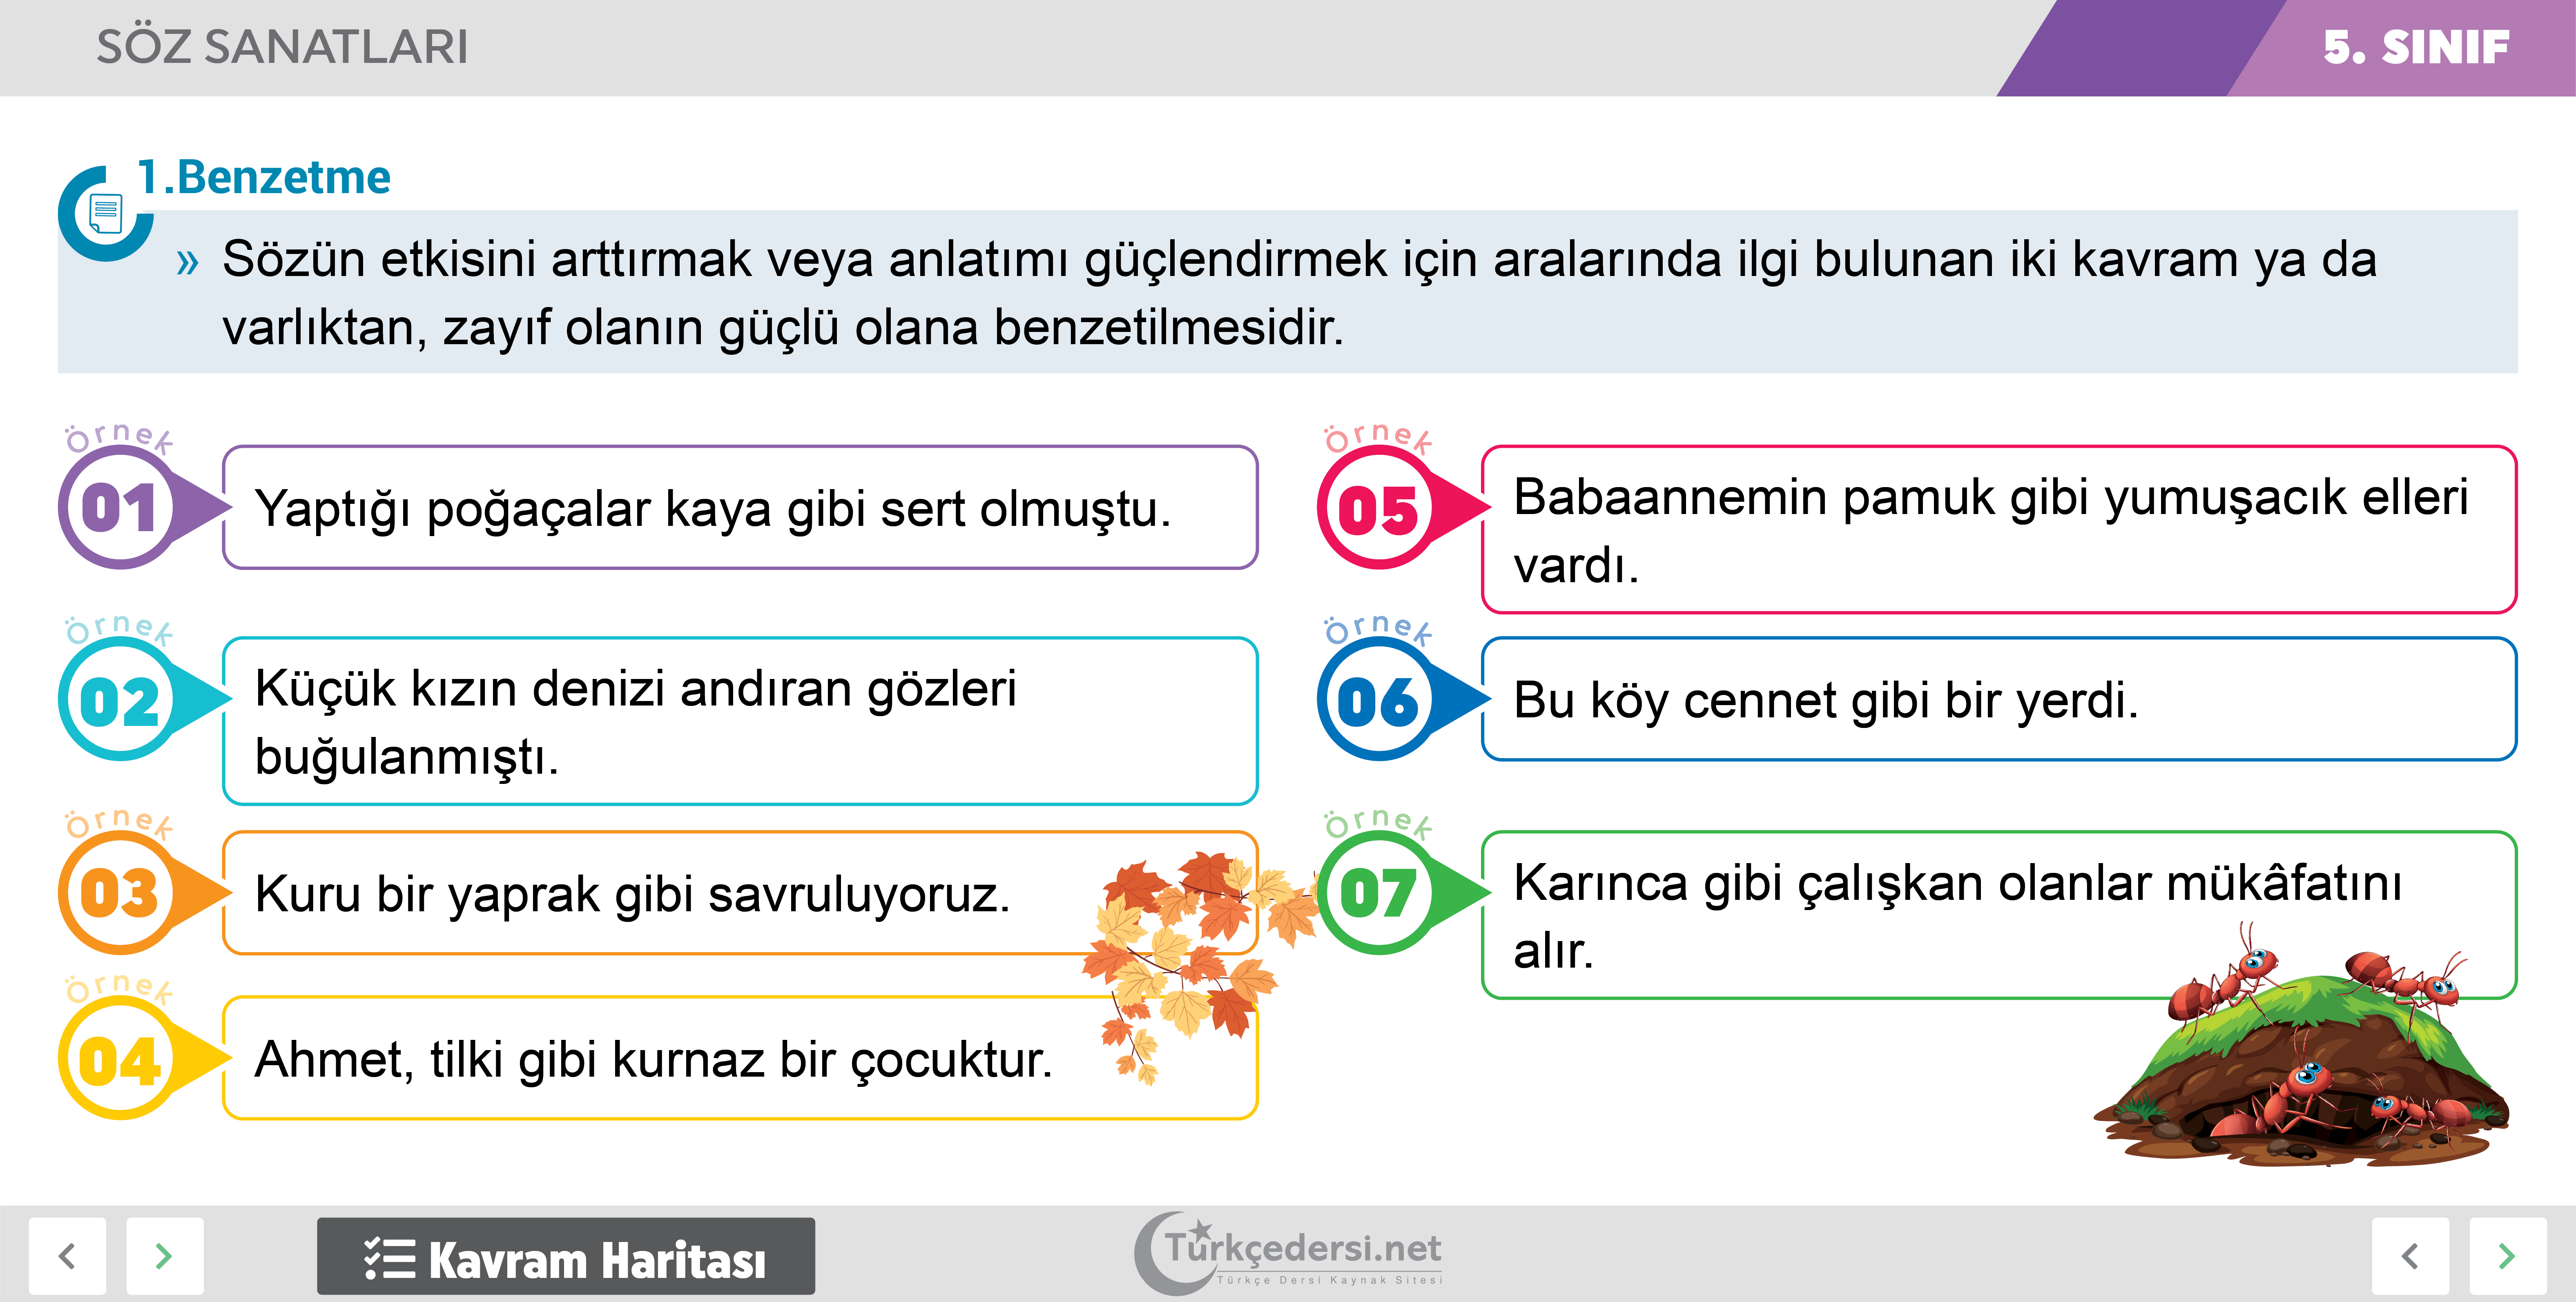 SÖZ SANATLARI
5. SINIF
1.Benzetme
» Sözün etkisini arttırmak veya anlatımı güçlendirmek için aralarında ilgi bulunan iki kavram ya da
varlıktan, zayıf olanın güçlü olana benzetilmesidir.
Örnek
01
Yaptığı poğaçalar kaya gibi sert olmuştu.
Örnek
02
Küçük kızın denizi andıran gözleri
buğulanmıştı.
Örnek
03
Kuru bir yaprak gibi savruluyoruz.
Örnek
04
Ahmet, tilki gibi kurnaz bir çocuktur.
Örnek
05
Babaannemin pamuk gibi yumuşacık elleri
vardı.
Örnek
06
Bu köy cennet gibi bir yerdi.
Örnek
07
Karınca gibi çalışkan olanlar mükâfatını
alır.
Kavram Haritası
Türkçedersi.net
Türkçe Dersi Kaynak Sitesi